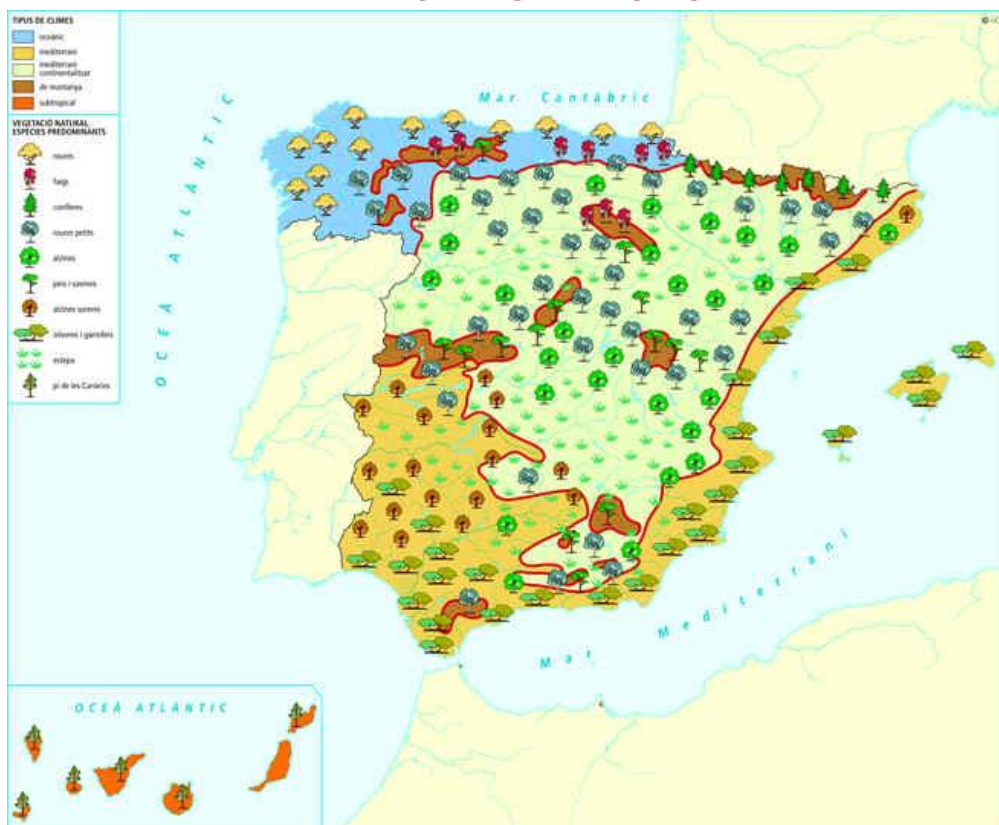 TIPUS DE CLIMES
oceànic
mediterrani
mediterrani
continentalitzat
de muntanya
subtropical
VEGETACIÓ NATURAL.
ESPÈCIES PREDOMINANTS
roures
faigs
coníferes
roures petits
alzines
pins i savines
alzines sureres
oliveres i garrofers
estepa
pi de les Canàries
Mar Cantàbric
OCEÀ ATLÀNTIC
Mar Mediterrani
OCEÀ ATLÀNTIC